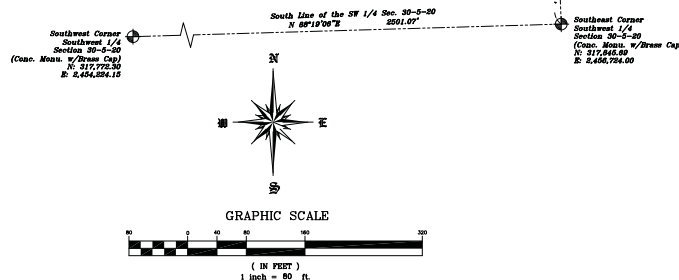 South Line of the SW 1/4 Sec. 30-5-20
N 88°19'06"E 2501.07'
Southwest Corner
Southwest 1/4
Section 30-5-20
(Conc. Monu. w/Brass Cap)
N: 317,772.30
E: 2,454,224.15
Southeast Corner
Southwest 1/4
Section 30-5-20
(Conc. Monu. w/Brass Cap
N: 317,845.69
E: 2,456,724.00
N
W
E
S
GRAPHIC SCALE
80 0 40 80 160 320
( IN FEET )
1 inch = 80 ft.